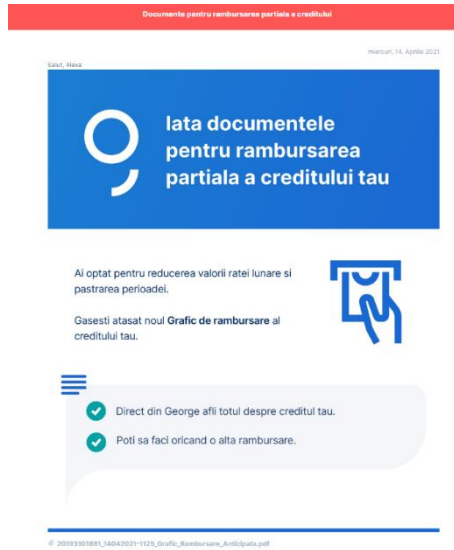 Documente pentru rambursarea partiala a creditului
miercuri, 14, Aprilie 2021
Salut, Alexa
Iata documentele
pentru rambursarea
partiala a creditului tau
Ai optat pentru reducerea valorii ratei lunare si
pastrarea perioadei.
Gasesti atasat noul Grafic de rambursare al
creditului tau.
Direct din George afli totul despre creditul tau.
Poti sa faci oricand o alta rambursare.
20193101881_14042021-1125_Grafic_Rambursare_Anticipata.pdf